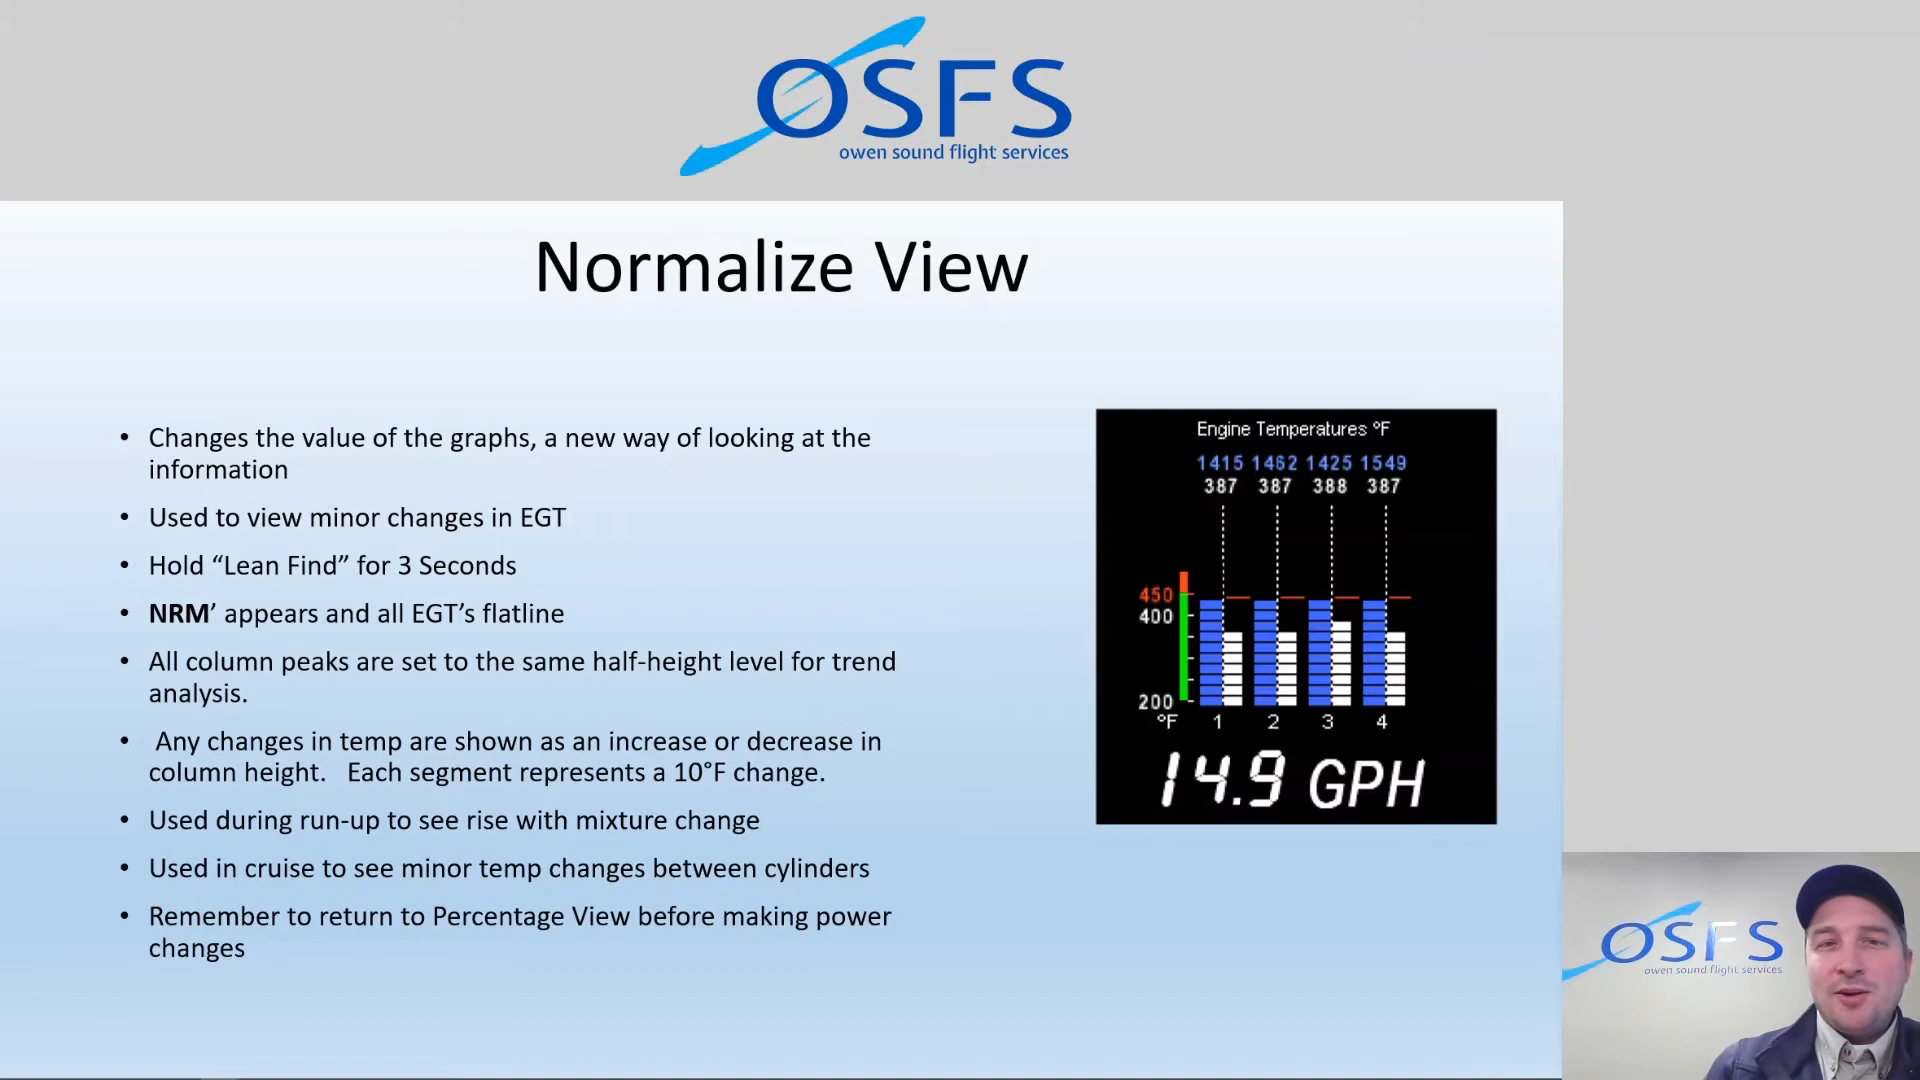 OSFS
owen sound flight services
Normalize View
• Changes the value of the graphs, a new way of looking at the
information
• Used to view minor changes in EGT
• Hold “Lean Find” for 3 Seconds
• NRM’ appears and all EGT’s flatline
• All column peaks are set to the same half-height level for trend
analysis.
• Any changes in temp are shown as an increase or decrease in
column height. Each segment represents a 10°F change.
• Used during run-up to see rise with mixture change
• Used in cruise to see minor temp changes between cylinders
• Remember to return to Percentage View before making power
changes
Engine Temperatures °F
1415 1462 1425 1549
387 387 388 387
450
400
200
°F 1 2 3 4
14.9 GPH
OSFS
owen sound flight services